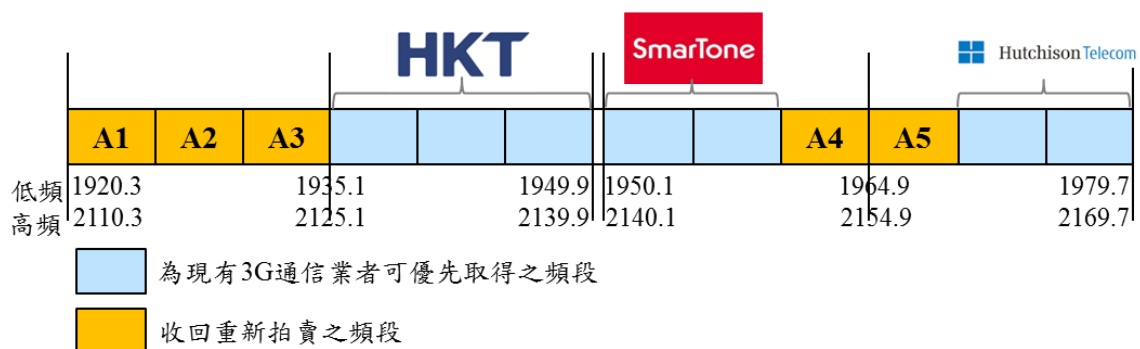 HKT
SmarTone
Hutchison Telecom
A1 A2 A3 A4 A5
低頻 1920.3 1935.1 1949.9 1950.1 1964.9 1979.7
高頻 2110.3 2125.1 2139.9 2140.1 2154.9 2169.7
為現有3G通信業者可優先取得之頻段
收回重新拍賣之頻段